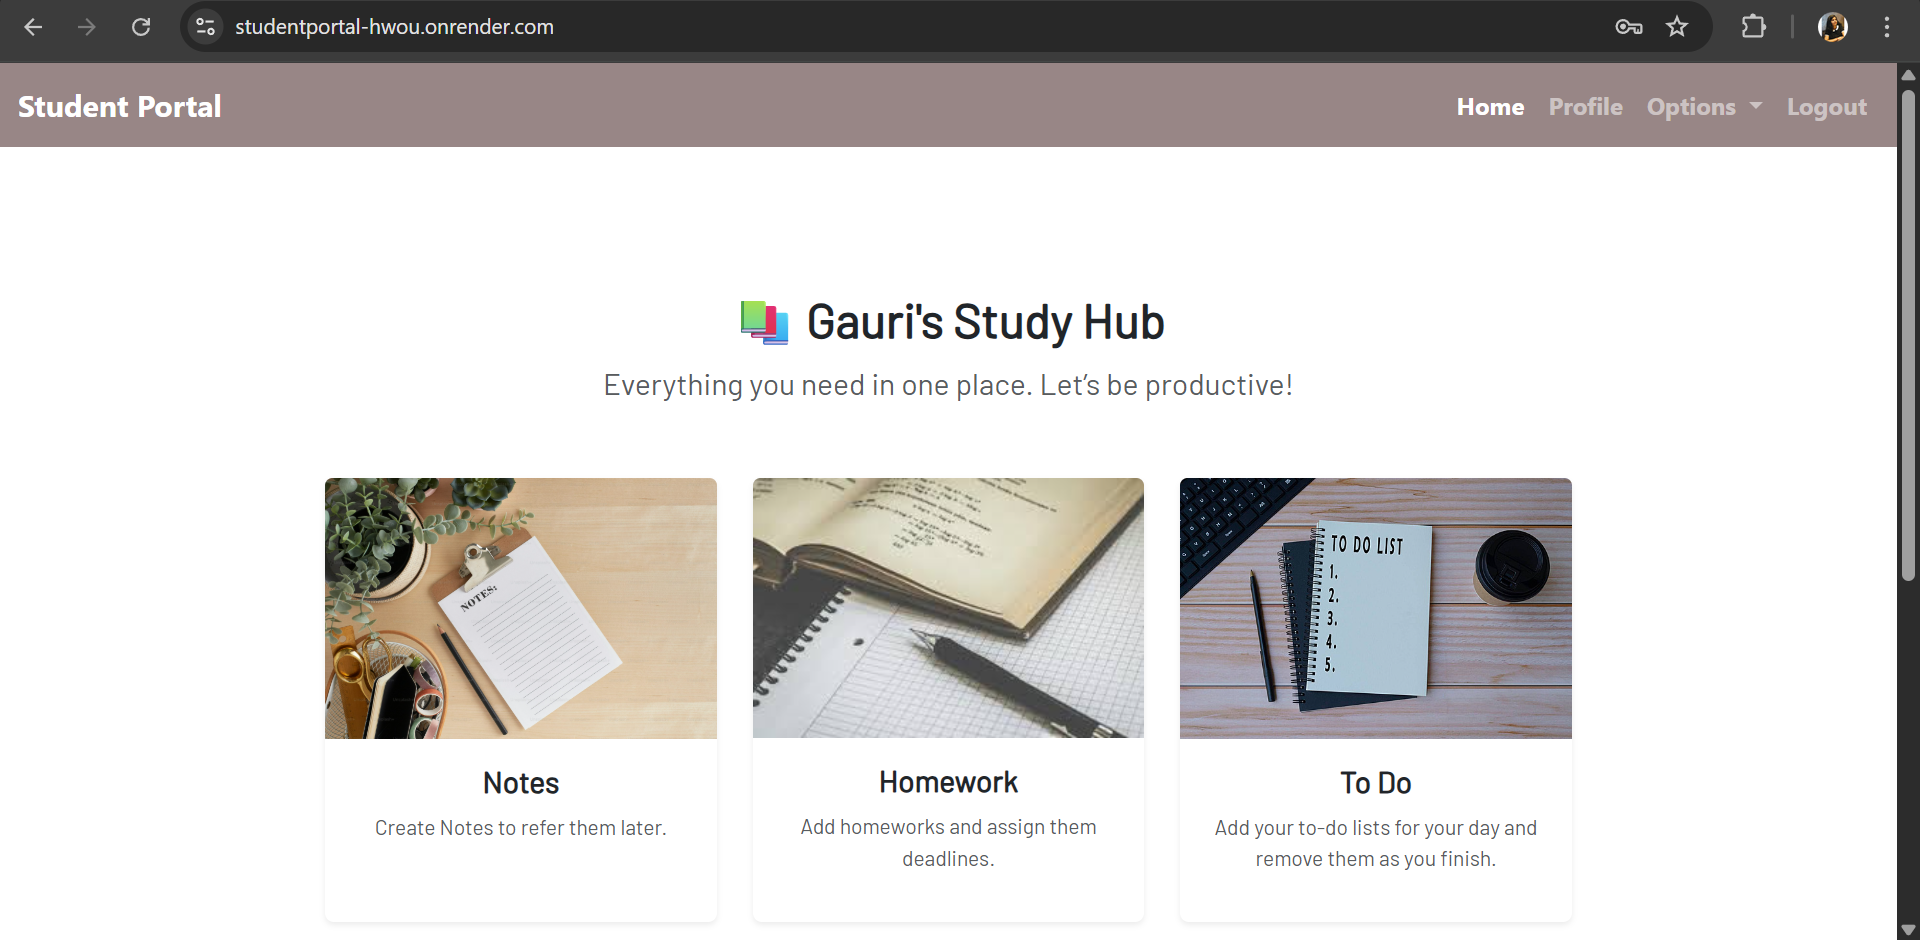 studentportal-hwou.onrender.com
Student Portal
Home Profile Options Logout
📚 Gauri's Study Hub
Everything you need in one place. Let’s be productive!
NOTES:
TO DO LIST
1.
2.
3.
4.
5.
Notes
Create Notes to refer them later.
Homework
Add homeworks and assign them
deadlines.
To Do
Add your to-do lists for your day and
remove them as you finish.